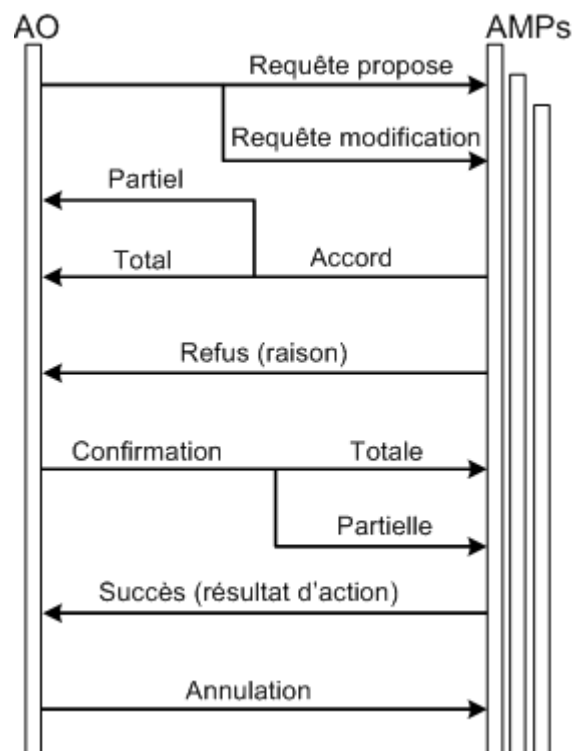 AO
AMPs
Requête propose
Requête modification
Partiel
Total
Accord
Refus (raison)
Confirmation
Totale
Partielle
Succès (résultat d'action)
Annulation